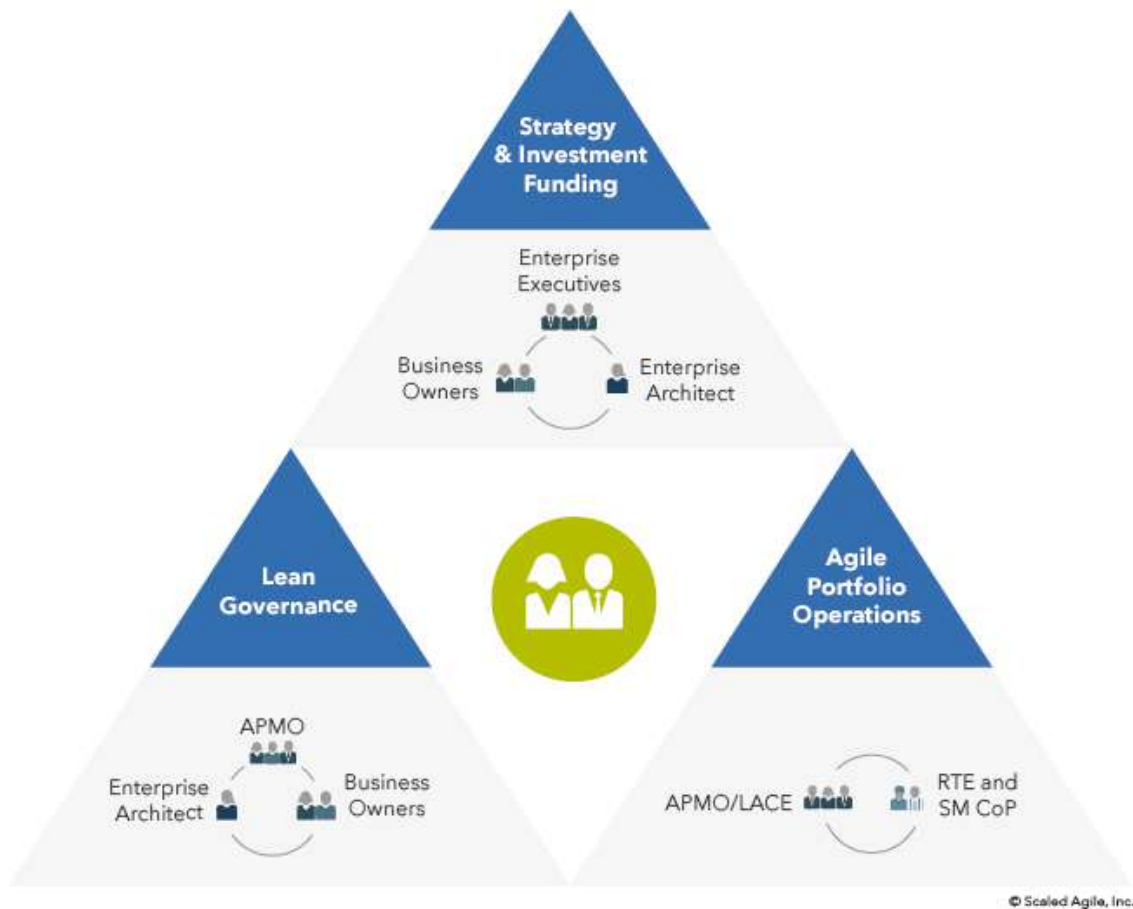 Strategy
& Investment
Funding
Enterprise
Executives
Business
Owners
Enterprise
Architect
Lean
Governance
APMO
Enterprise
Architect
Business
Owners
Agile
Portfolio
Operations
APMO/LACE
RTE and
SM CoP
© Scaled Agile, Inc.